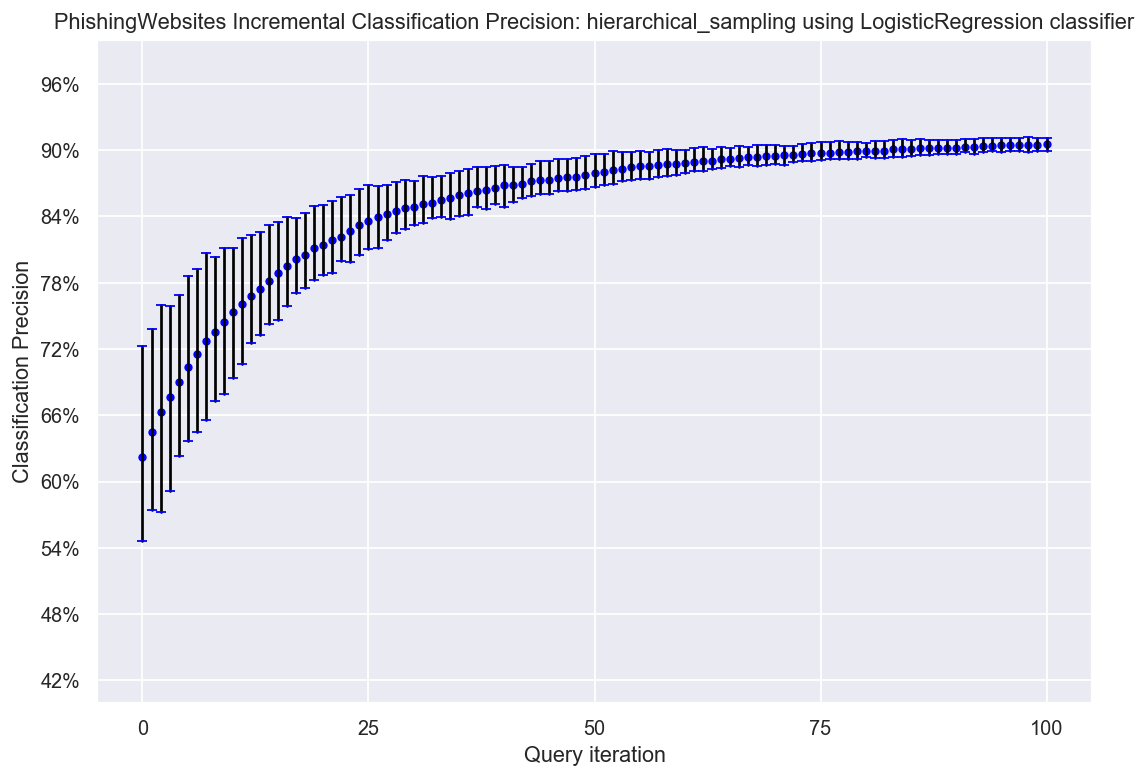 PhishingWebsites Incremental Classification Precision: hierarchical_sampling using LogisticRegression classifier
96%
90%
84%
78%
72%
66%
60%
54%
48%
42%
Classification Precision
0 25 50 75 100
Query iteration